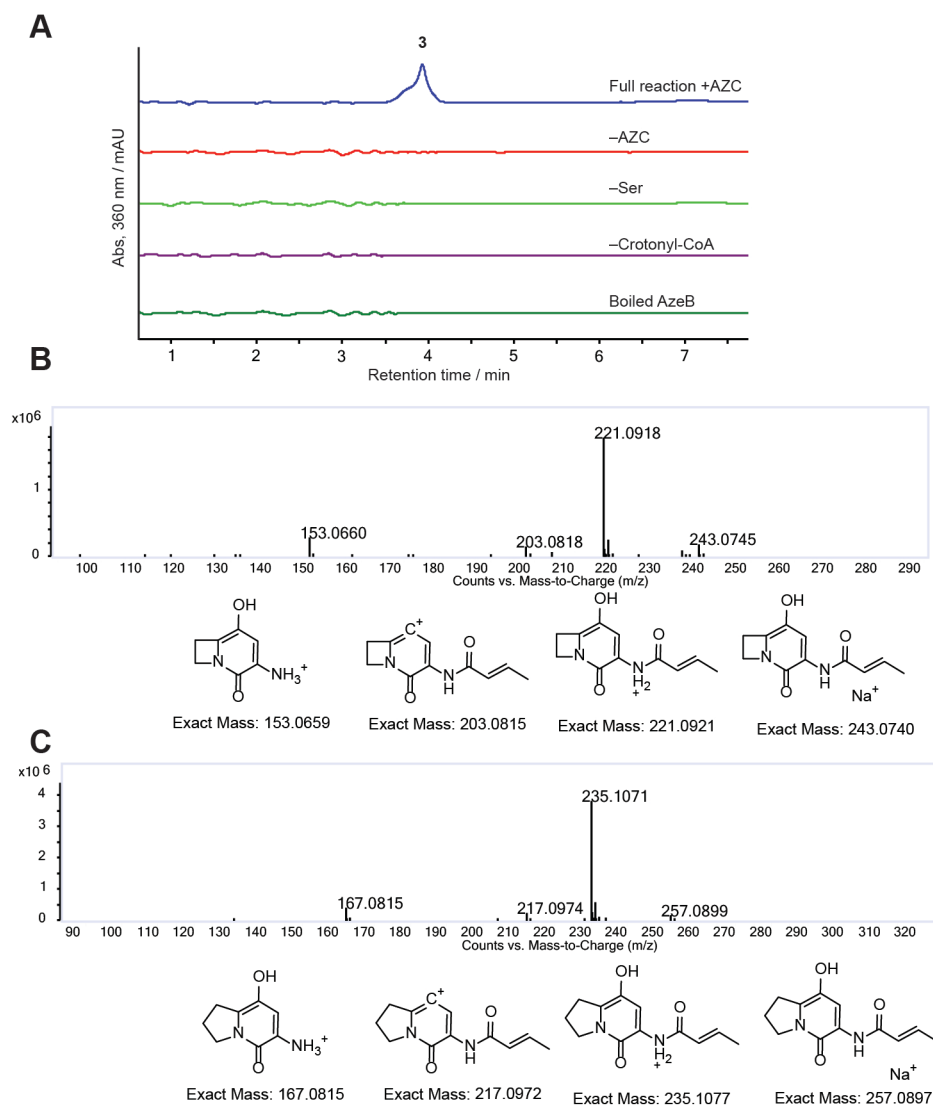 A
3
Full reaction +AZC
–AZC
–Ser
–Crotonyl-CoA
Boiled AzeB
Abs, 360 nm / mAU
1 2 3 4 5 6 7
Retention time / min
B
x10 6
1
0
221.0918
153.0660
203.0818
243.0745
100 110 120 130 140 150 160 170 180 190 200 210 220 230 240 250 260 270 280 290
Counts vs. Mass-to-Charge (m/z)
OH
N
O
NH3+
Exact Mass: 153.0659
C+
N
O
N
H
O
Exact Mass: 203.0815
OH
N
O
N
H2
+
O
Exact Mass: 221.0921
OH
N
O
N
H
O
Na+
Exact Mass: 243.0740
C
x10 6
4
3
2
1
0
235.1071
167.0815
217.0974
257.0899
90 100 110 120 130 140 150 160 170 180 190 200 210 220 230 240 250 260 270 280 290 300 310 320
Counts vs. Mass-to-Charge (m/z)
OH
N
O
NH3+
Exact Mass: 167.0815
C+
N
O
N
H
O
Exact Mass: 217.0972
OH
N
O
N
H2
+
O
Exact Mass: 235.1077
OH
N
O
N
H
O
Na+
Exact Mass: 257.0897